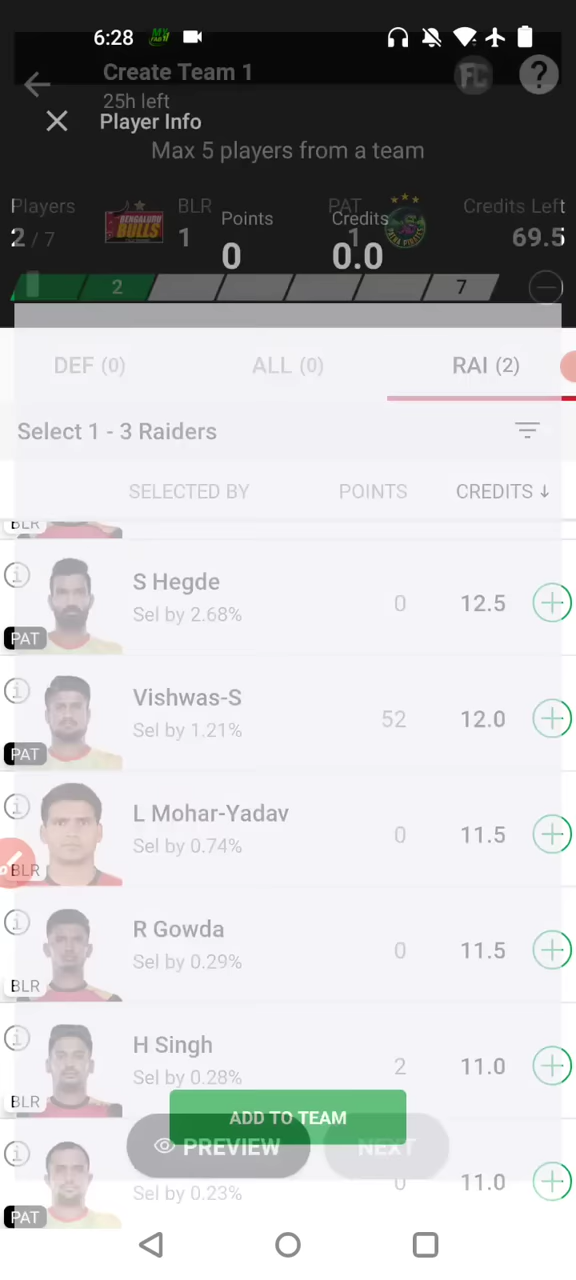 6:28
Create Team 1
25h left
Player Info
Max 5 players from a team
Players
2 / 7
BENGALURU BULLS
BLR
1
Points
0
PAT
1
Credits
0.0
Credits Left
69.5
2
7
DEF (0)
ALL (0)
RAI (2)
Select 1 - 3 Raiders
SELECTED BY
POINTS
CREDITS ↓
BLR
S Hegde
Sel by 2.68%
0
12.5
PAT
Vishwas-S
Sel by 1.21%
52
12.0
PAT
L Mohar-Yadav
Sel by 0.74%
0
11.5
BLR
R Gowda
Sel by 0.29%
0
11.5
BLR
H Singh
Sel by 0.28%
2
11.0
BLR
ADD TO TEAM
PREVIEW
NEXT
Sel by 0.23%
0
11.0
PAT